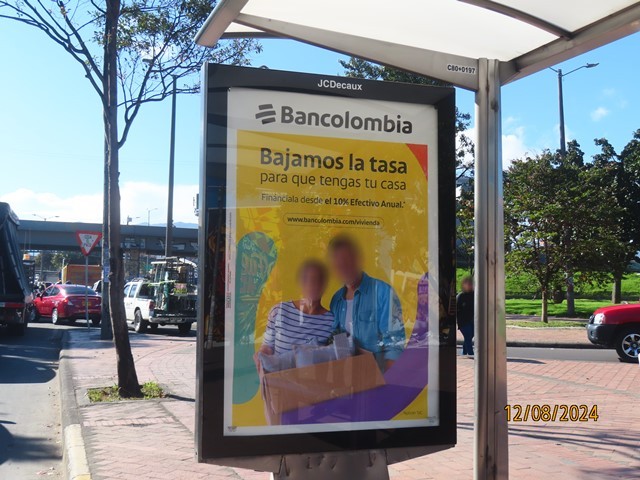 C80+0197
JCDecaux
Bancolombia
Bajamos la tasa
para que tengas tu casa
Finánciala desde el 10% Efectivo Anual.*
www.bancolombia.com/vivienda
12/08/2024